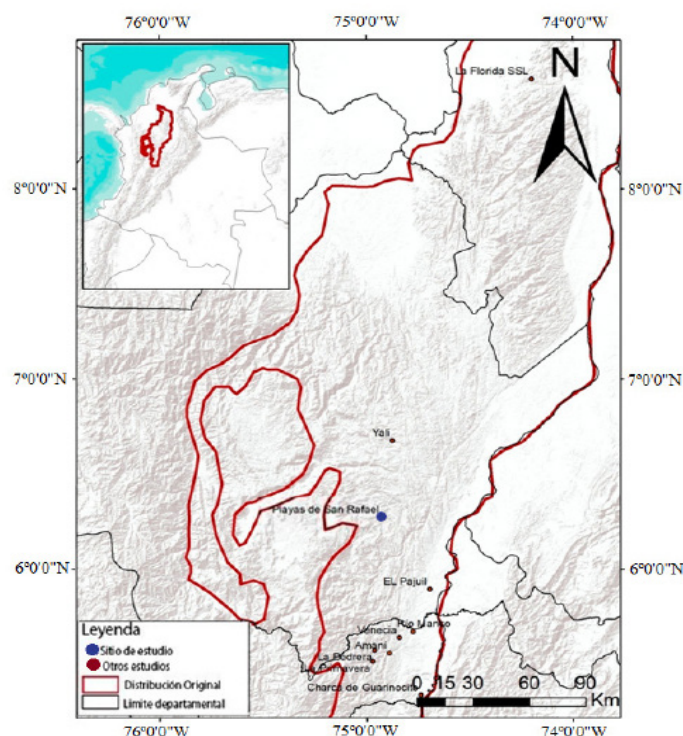 76°0'0"W 75°0'0"W 74°0'0"W
La Florida SSL
N
8°0'0"N 8°0'0"N
7°0'0"N 7°0'0"N
Yali
Playas de San Rafael
6°0'0"N 6°0'0"N
EL Pajuil
Río Manso
Venecia
Amaní
La Pedrera
Charca de Guarinocito
Leyenda
Sitio de estudio
Otros estudios
Distribución Original
Límite departamental
0 15 30 60 90
Km
76°0'0"W 75°0'0"W 74°0'0"W